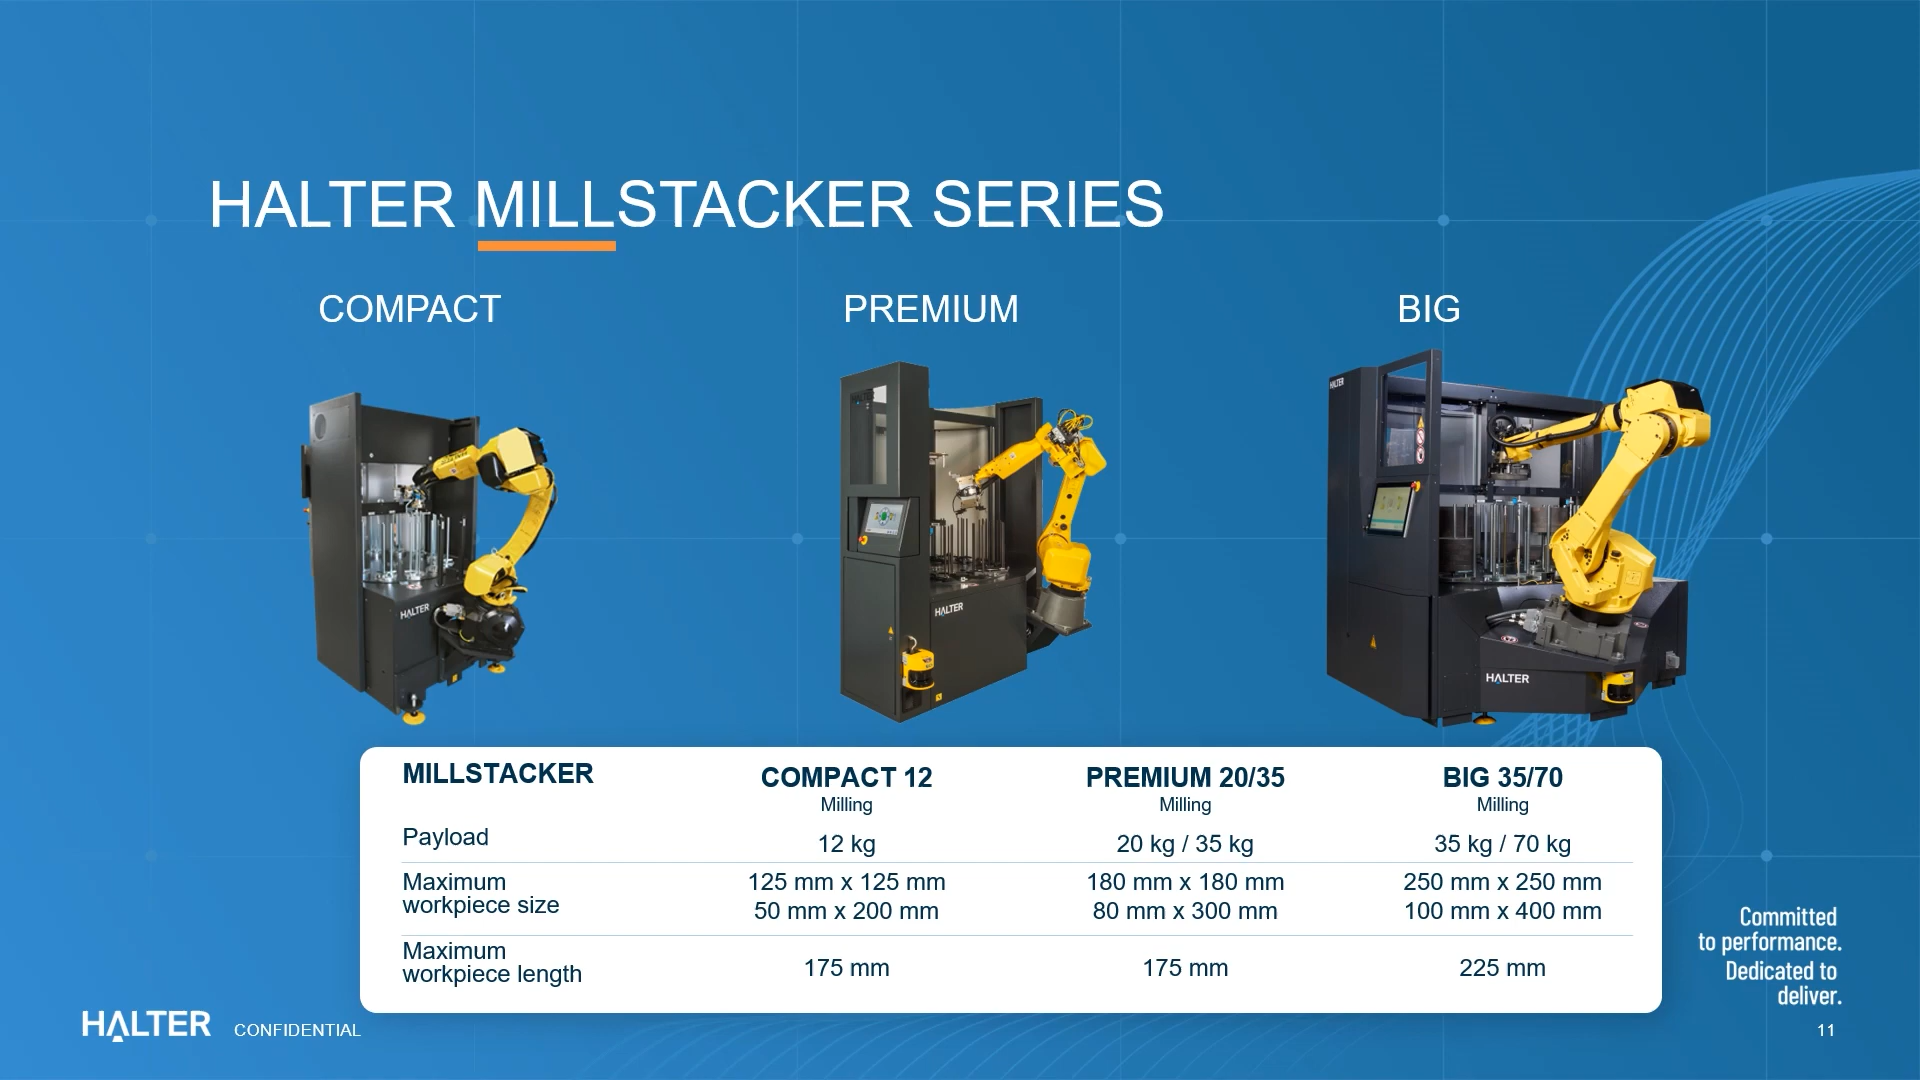 HALTER MILLSTACKER SERIES
COMPACT
PREMIUM
BIG
HALTER
HALTER
HALTER
HALTER
MILLSTACKER
COMPACT 12
PREMIUM 20/35
BIG 35/70
Milling
Milling
Milling
Payload
12 kg
20 kg / 35 kg
35 kg / 70 kg
Maximum
workpiece size
125 mm x 125 mm
50 mm x 200 mm
180 mm x 180 mm
80 mm x 300 mm
250 mm x 250 mm
100 mm x 400 mm
Maximum
workpiece length
175 mm
175 mm
225 mm
Committed
to performance.
Dedicated to
deliver.
HALTER
CONFIDENTIAL
11